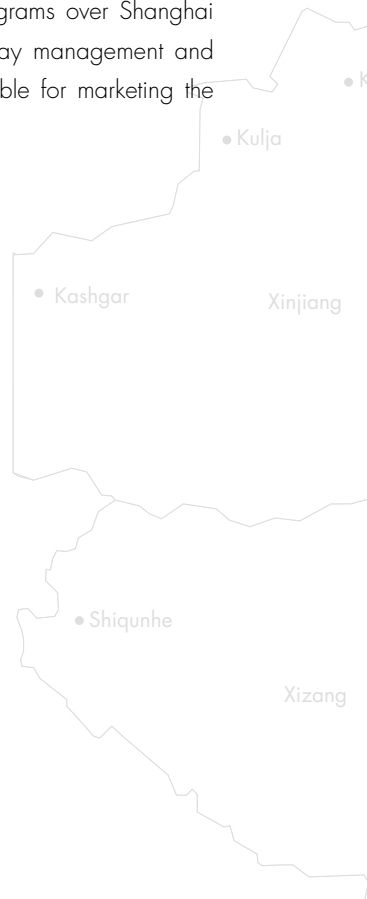 grams over Shanghai
ay management and
ble for marketing the
K
Kulja
Kashgar
Xinjiang
Shiqunhe
Xizang